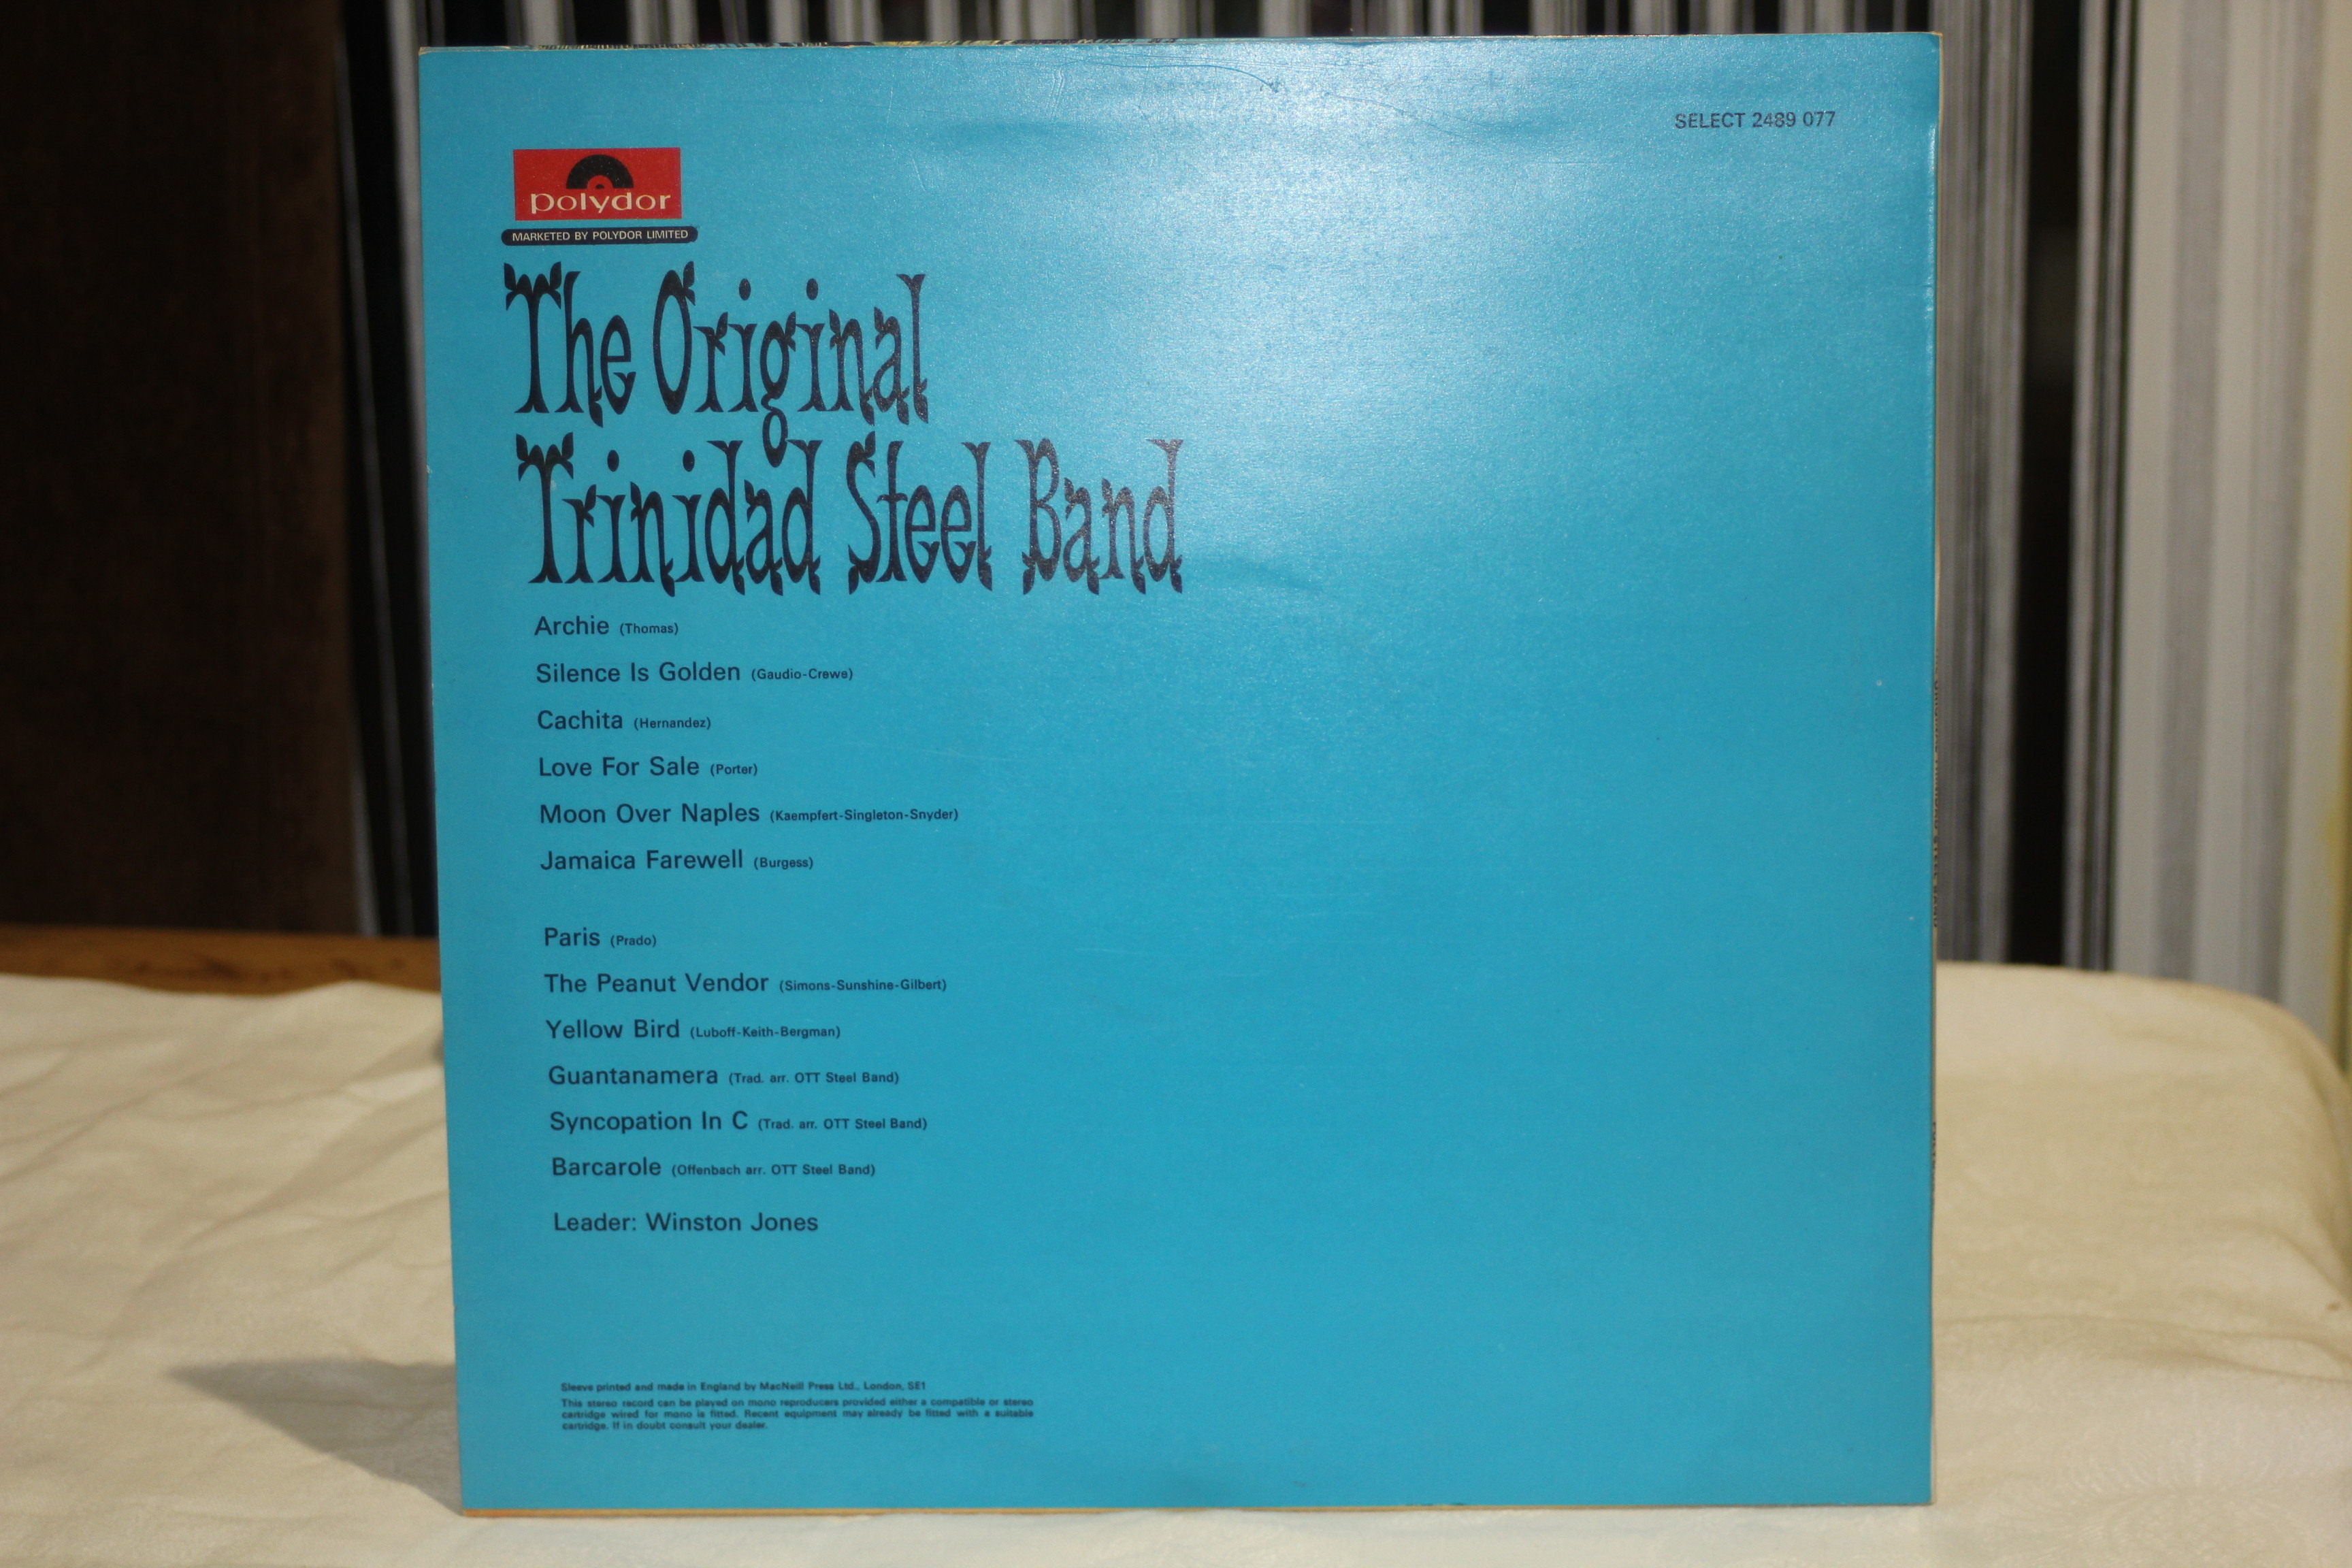 SELECT 2489 077
polydor
MARKETED BY POLYDOR LIMITED
The Original
Trinidad Steel Band
Archie (Thomas)
Silence Is Golden (Gaudio-Crewe)
Cachita (Hernandez)
Love For Sale (Porter)
Moon Over Naples (Kaempfert-Singleton-Snyder)
Jamaica Farewell (Burgess)
Paris (Prado)
The Peanut Vendor (Simons-Sunshine-Gilbert)
Yellow Bird (Luboff-Keith-Bergman)
Guantanamera (Trad. arr. OTT Steel Band)
Syncopation In C (Trad. arr. OTT Steel Band)
Barcarole (Offenbach arr. OTT Steel Band)
Leader: Winston Jones
Sleeve printed and made in England by MacNeill Press Ltd., London, SE1
This stereo record can be played on mono reproducers provided either a compatible or stereo
cartridge wired for mono is fitted. Recent equipment may already be fitted with a suitable
cartridge. If in doubt consult your dealer.